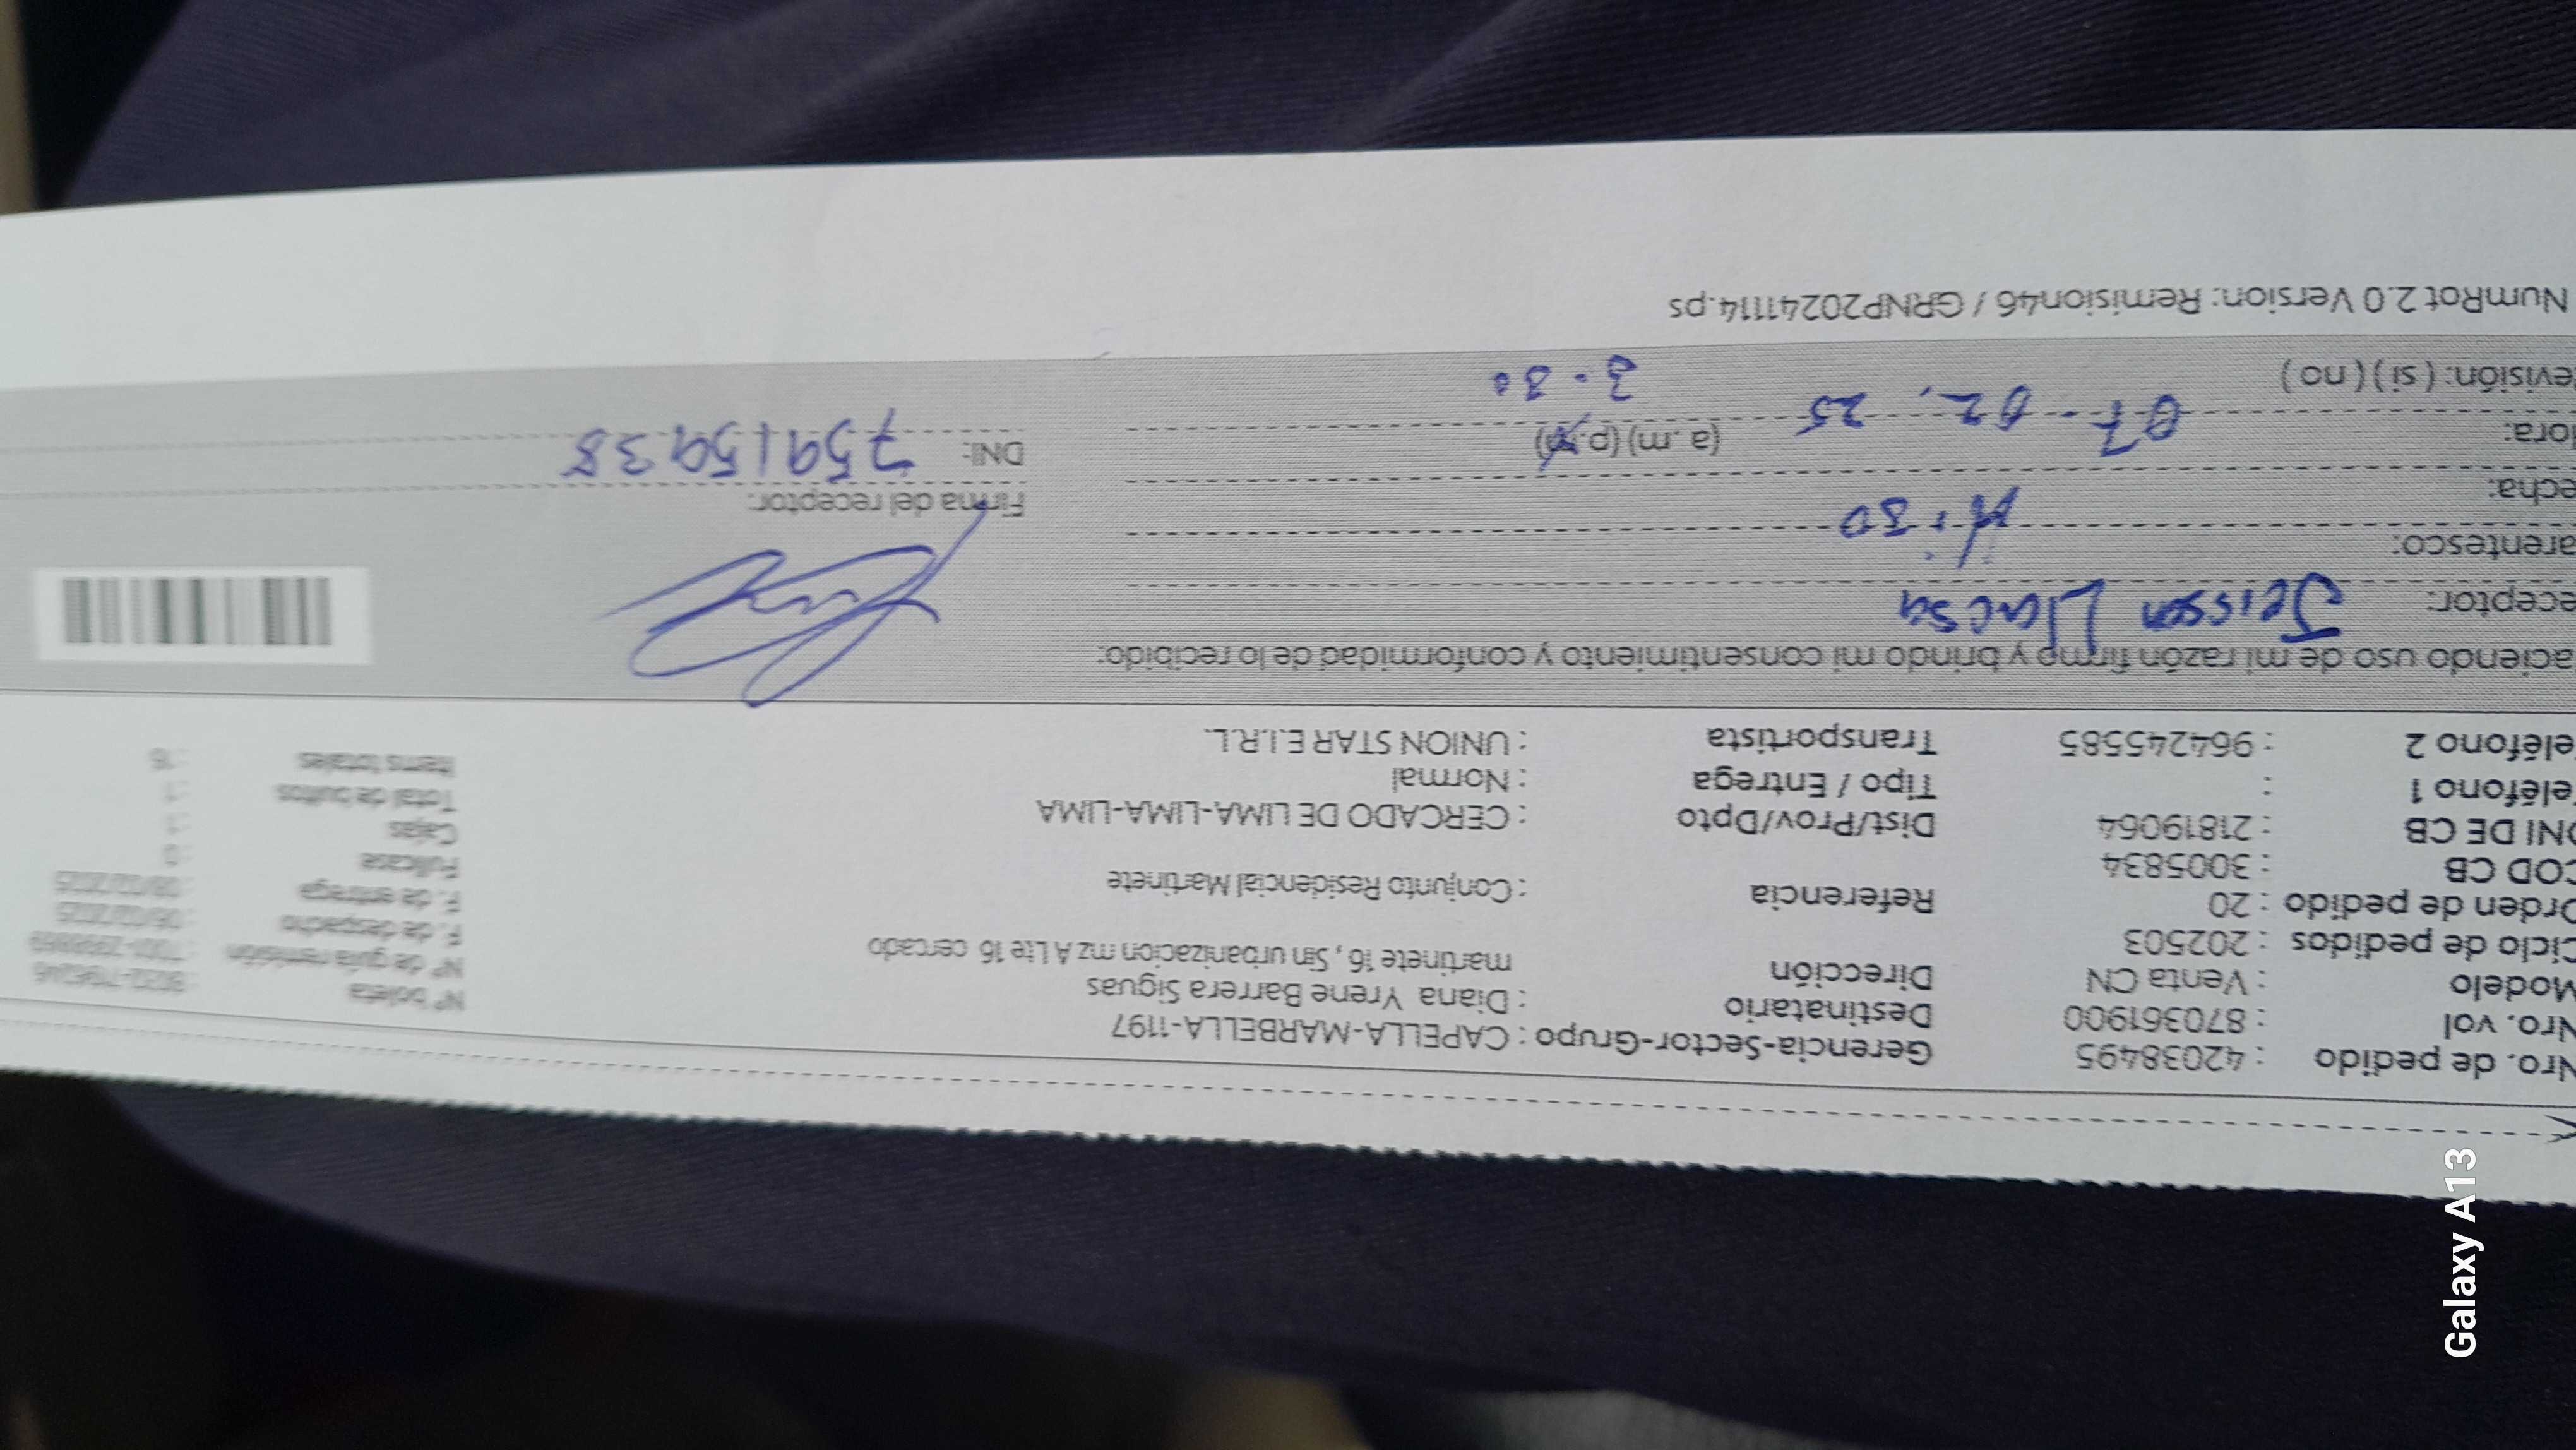 Nro. de pedido : 42038495 Gerencia-Sector-Grupo : CAPELLA-MARBELLA-1197
Nro. vol : 870361900 Destinatario : Diana Yrene Barrera Siguas Nº boleta
Modelo : Venta CN Dirección martinete 16 , Sin urbanizacion mz A Lte 16 cercado Nº de guía remisión
Ciclo de pedidos : 202503 F. de despacho
Orden de pedido : 20 Referencia : Conjunto Residencial Martinete F. de entrega
COD CB : 3005834 Fullcase : 0
DNI DE CB : 21819064 Dist/Prov/Dpto : CERCADO DE LIMA-LIMA-LIMA Cajas : 1
eléfono 1 : Tipo / Entrega : Normal Total de bultos : 1
eléfono 2 : 964245585 Transportista : UNION STAR E.I.R.L. Items totales : 16
aciendo uso de mi razón firmo y brindo mi consentimiento y conformidad de lo recibido:
eceptor: Jeisson Llacsa
arentesco:
echa: Firma del receptor:
ora: 07. 02. 25 (a.m) (p.m) DNI: 75915938
evisión: ( si ) ( no ) 3.30
NumRot 2.0 Version: Remision46 / GRNP20241114.ps
Galaxy A13